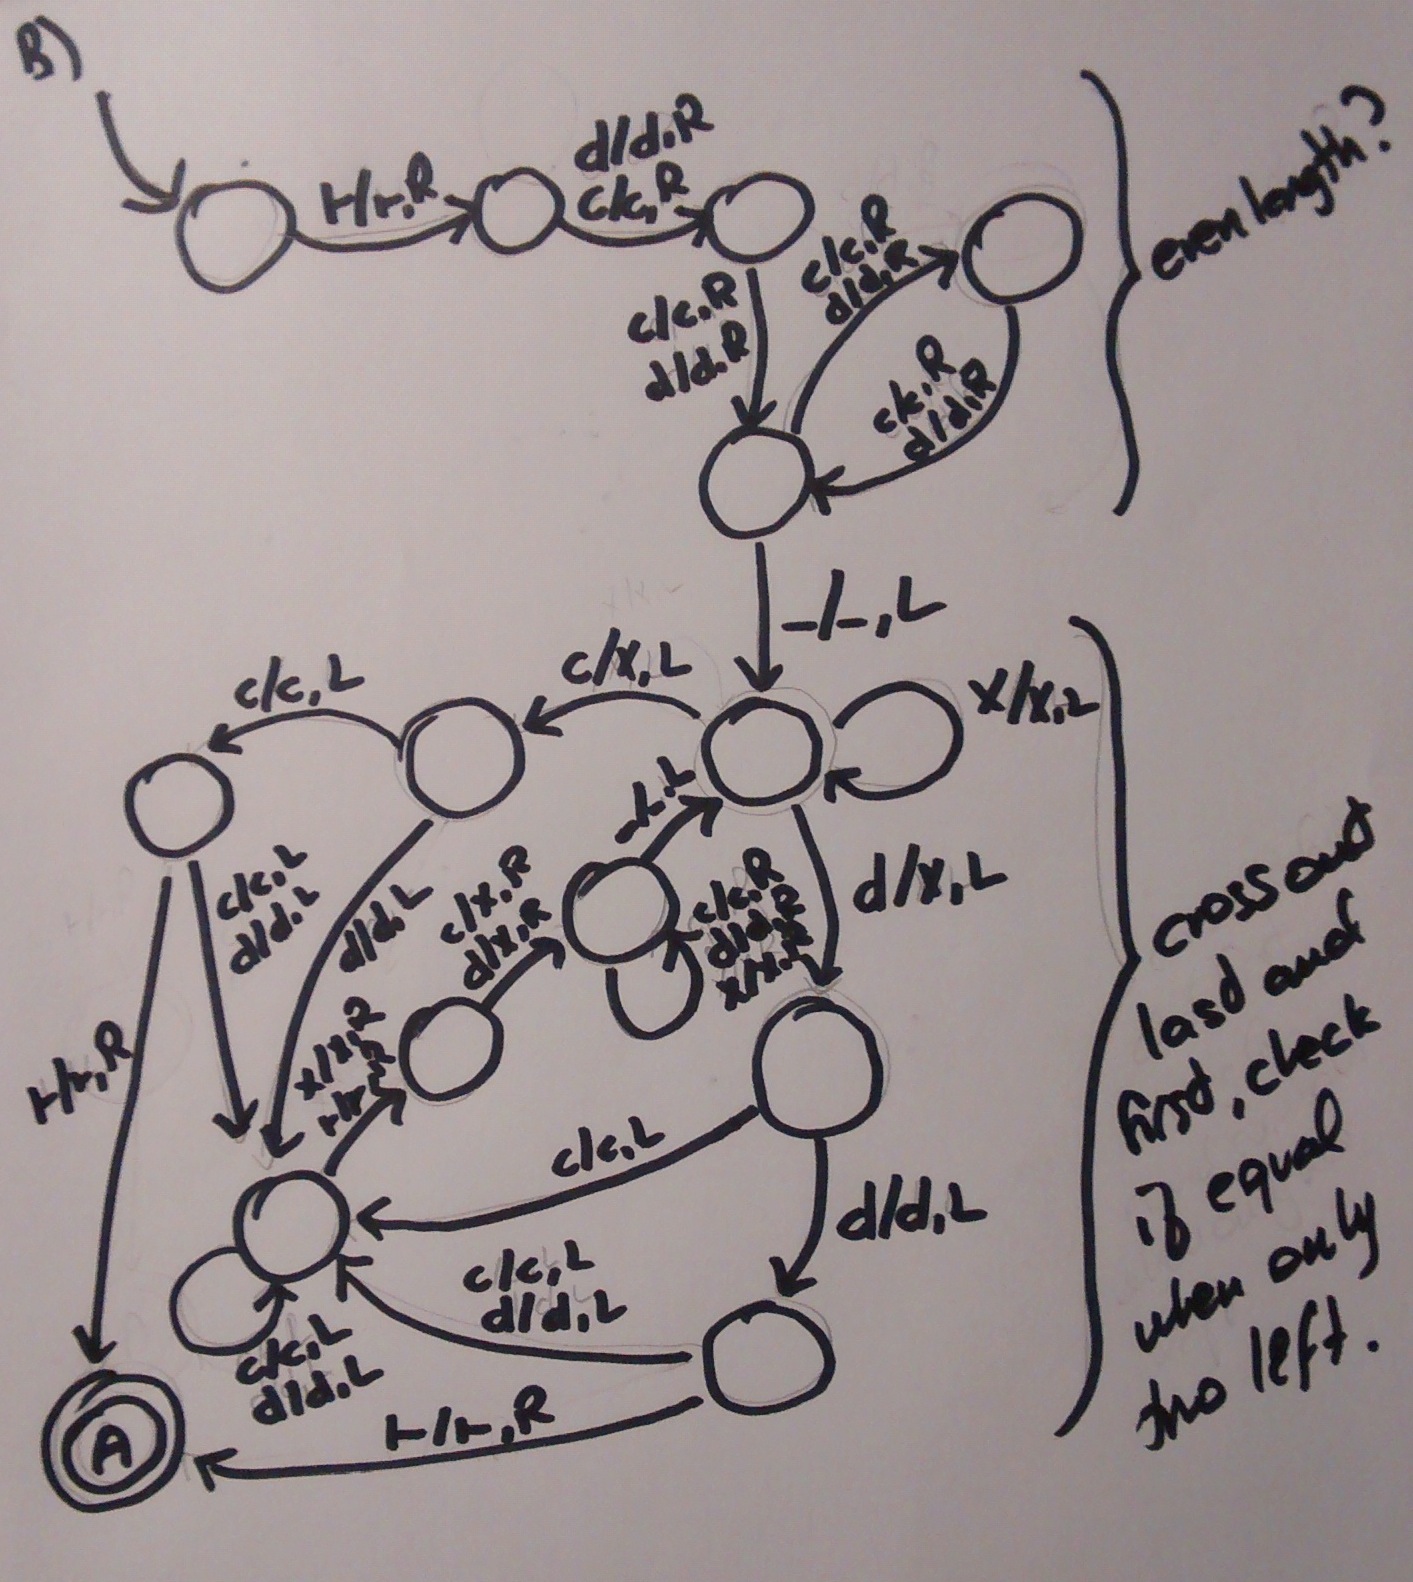 B)
⊢/⊢,R
d/d,R
c/c,R
c/c,R
d/d,R
c/c,R
d/d,R
c/c,R
d/d,R
even length?
-/-,L
c/x,L
c/c,L
x/x,L
-/-,L
c/c,L
d/d,L
d/d,L
c/x,R
d/x,R
c/c,R
d/d,R
x/x,R
d/x,L
⊢/⊢,R
x/x,R
⊢/⊢,R
c/c,L
d/d,L
c/c,L
d/d,L
c/c,L
d/d,L
⊢/⊢,R
A
cross out
last and
first, check
if equal
when only
two left.